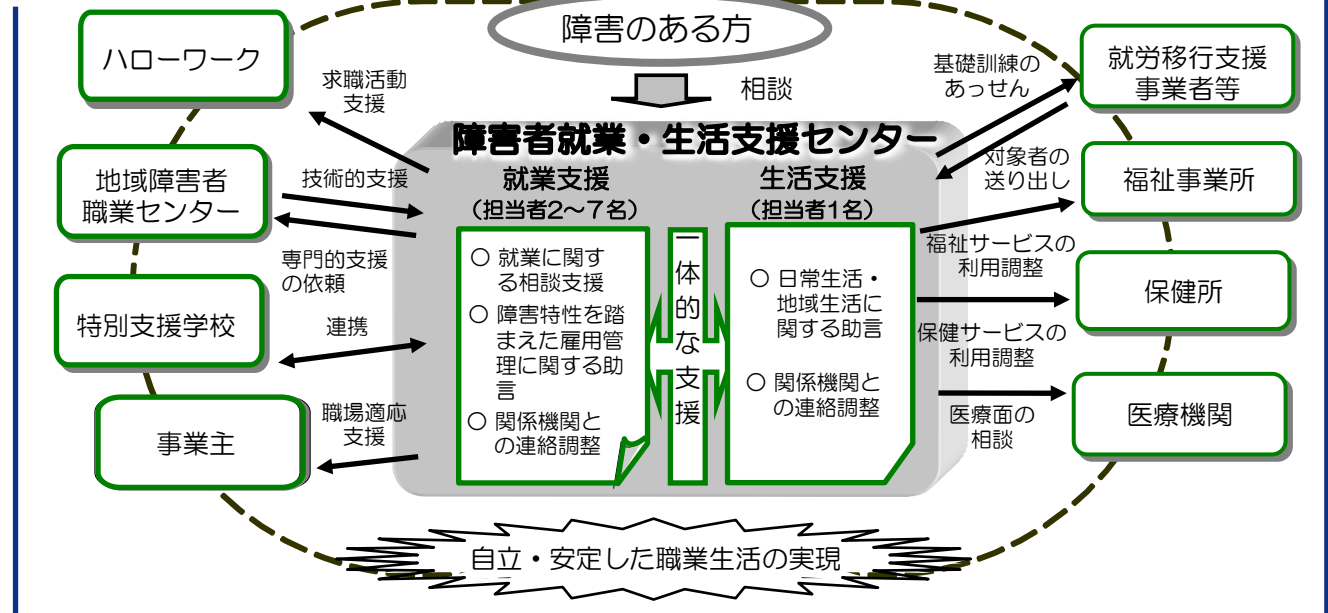 障害のある方
相談
ハローワーク
求職活動
支援
地域障害者
職業センター
技術的支援
専門的支援
の依頼
特別支援学校
連携
事業主
職場適応
支援
障害者就業・生活支援センター
就業支援
(担当者2～7名)
○ 就業に関す
る相談支援
○ 障害特性を踏
まえた雇用管
理に関する助
言
○ 関係機関と
の連絡調整
一体的な支援
生活支援
(担当者1名)
○ 日常生活・
地域生活に
関する助言
○ 関係機関と
の連絡調整
基礎訓練の
あっせん
就労移行支援
事業者等
対象者の
送り出し
福祉事業所
福祉サービスの
利用調整
保健所
保健サービスの
利用調整
医療機関
医療面の
相談
自立・安定した職業生活の実現